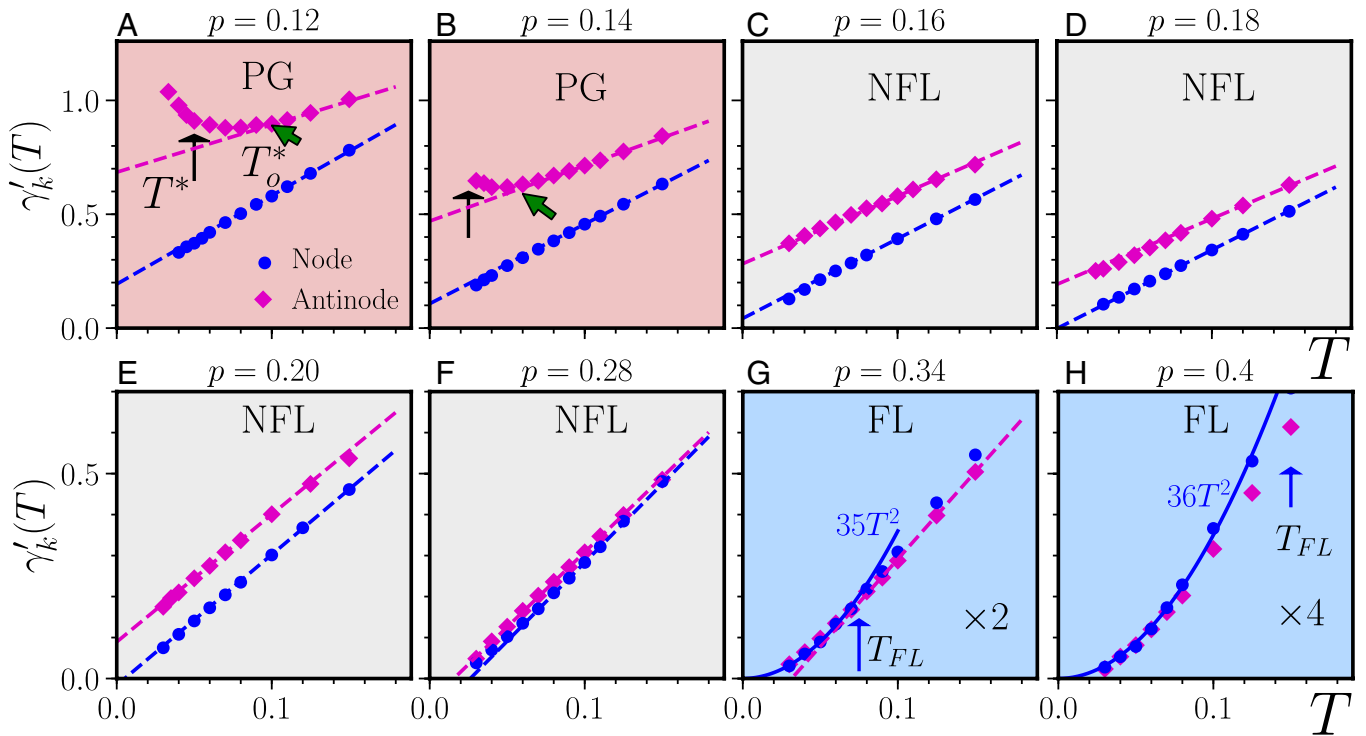 A p = 0.12
B p = 0.14
C p = 0.16
D p = 0.18
γ′k(T)
1.0
0.5
0.0
PG
T*
T*o
Node
Antinode
PG
NFL
NFL
T
E p = 0.20
F p = 0.28
G p = 0.34
H p = 0.4
γ′k(T)
0.5
0.0
NFL
NFL
FL
35T²
×2
TFL
FL
36T²
TFL
×4
0.0 0.1
0.0 0.1
0.0 0.1
0.0 0.1
T